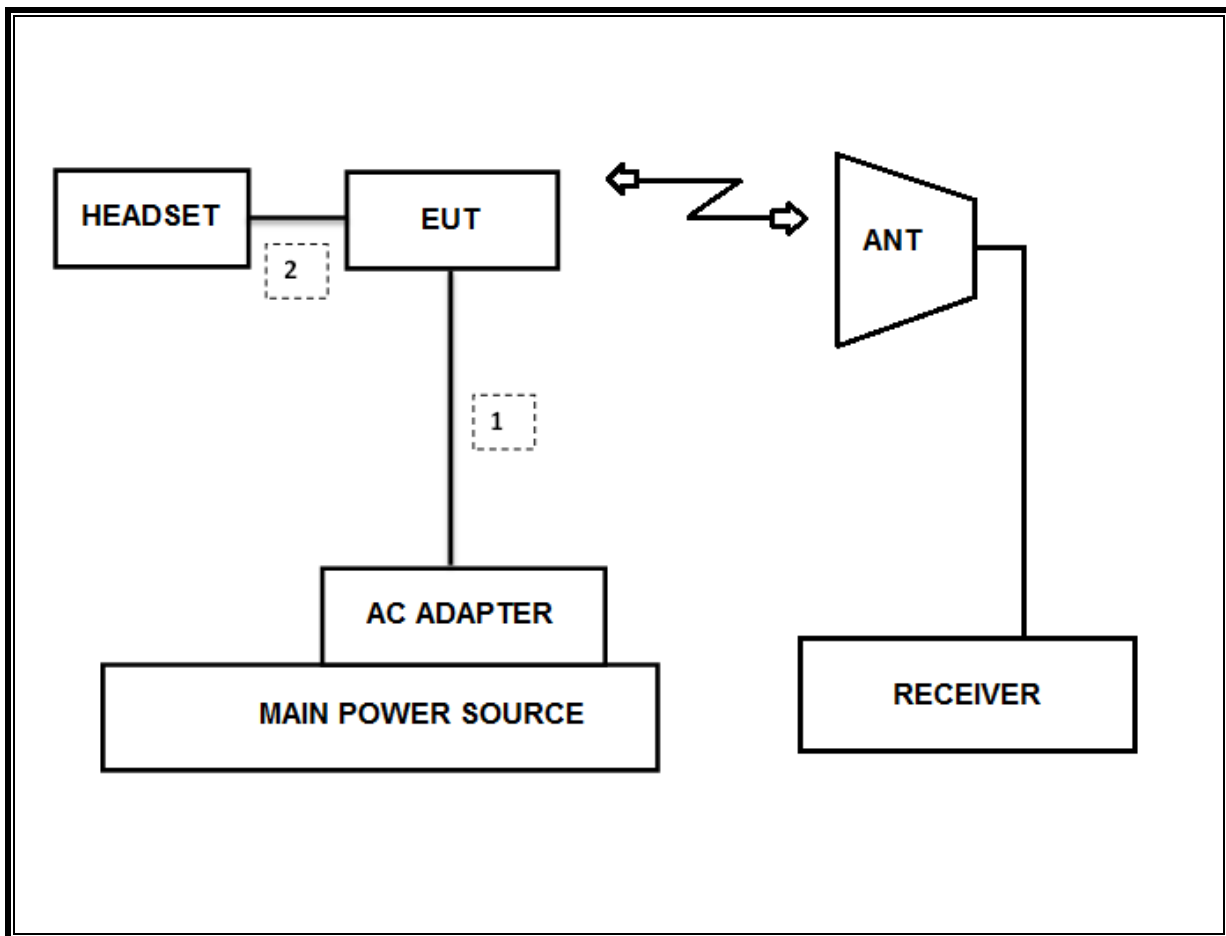 HEADSET
EUT
2
ANT
1
AC ADAPTER
MAIN POWER SOURCE
RECEIVER